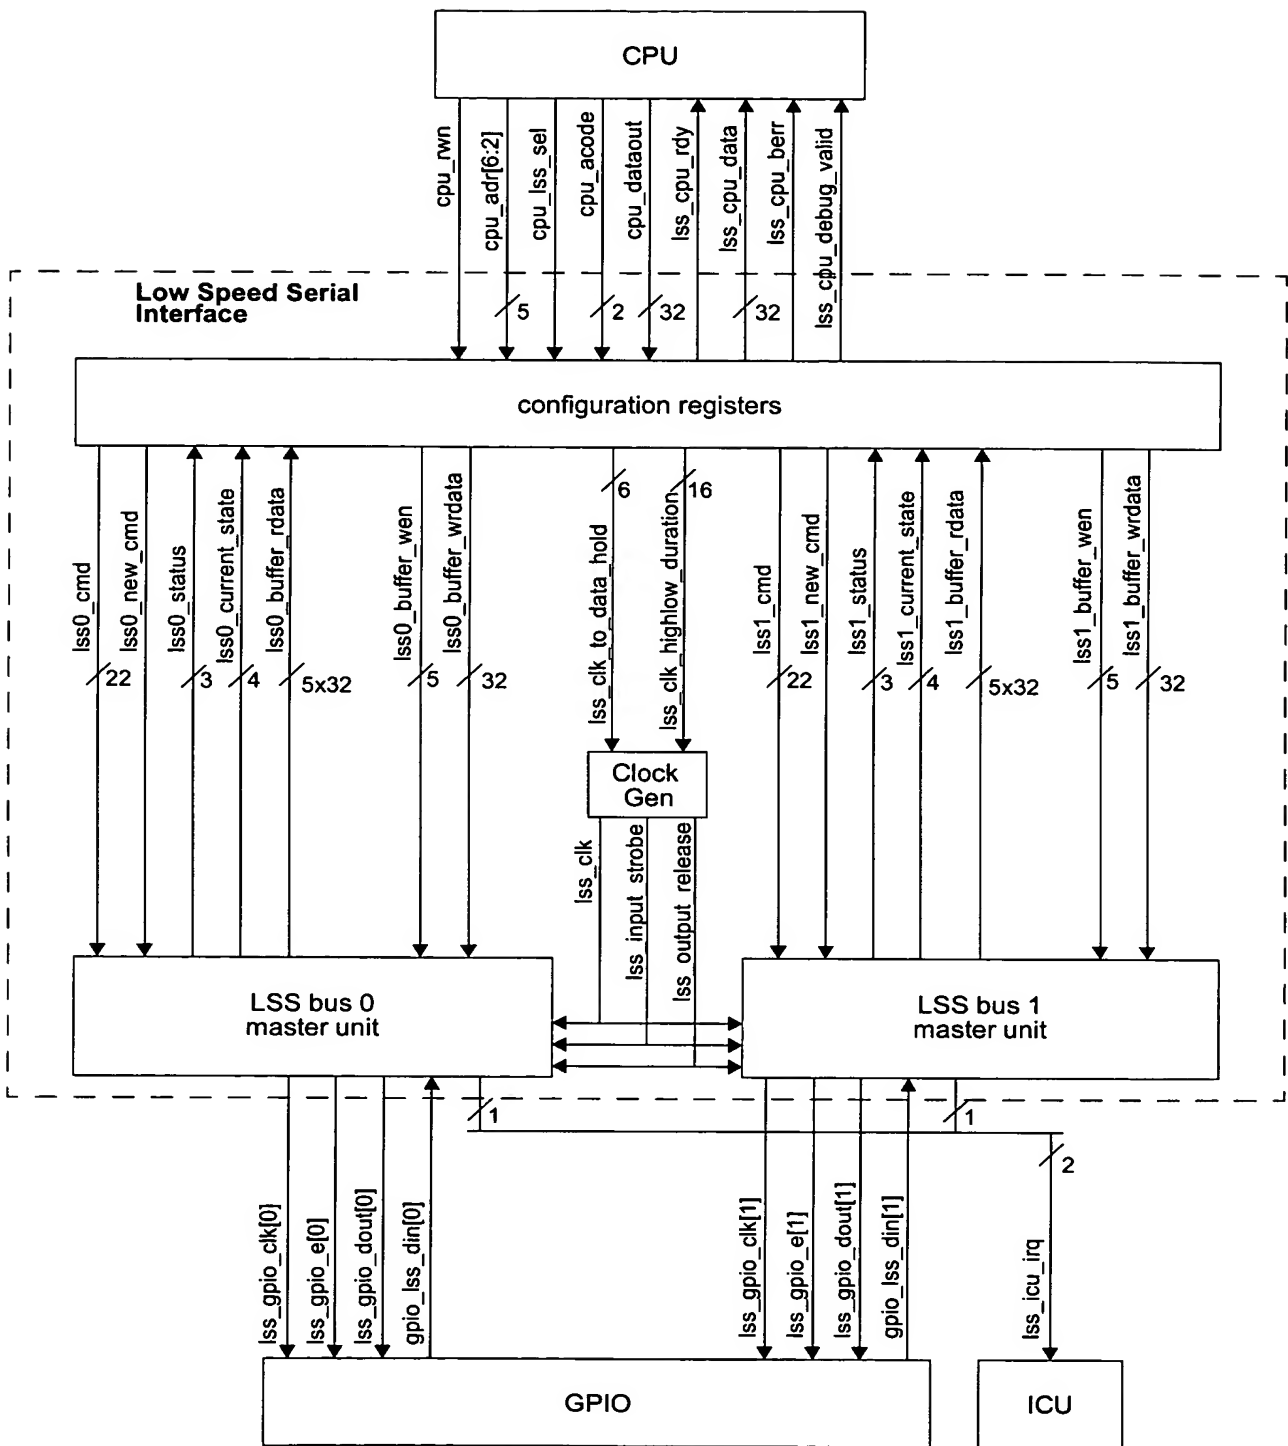 CPU
cpu_rwn
cpu_adr[6:2]
cpu_lss_sel
cpu_acode
cpu_dataout
lss_cpu_rdy
lss_cpu_data
lss_cpu_berr
lss_cpu_debug_valid
Low Speed Serial
Interface
5
2
32
32
configuration registers
6
16
lss0_cmd
lss0_new_cmd
lss0_status
lss0_current_state
lss0_buffer_rdata
lss0_buffer_wen
lss0_buffer_wrdata
lss_clk_to_data_hold
lss_clk_highlow_duration
lss1_cmd
lss1_new_cmd
lss1_status
lss1_current_state
lss1_buffer_rdata
lss1_buffer_wen
lss1_buffer_wrdata
22
3
4
5x32
5
32
22
3
4
5x32
5
32
Clock
Gen
lss_clk
lss_input_strobe
lss_output_release
LSS bus 0
master unit
LSS bus 1
master unit
1
1
2
lss_gpio_clk[0]
lss_gpio_e[0]
lss_gpio_dout[0]
gpio_lss_din[0]
lss_gpio_clk[1]
lss_gpio_e[1]
lss_gpio_dout[1]
gpio_lss_din[1]
lss_icu_irq
GPIO
ICU